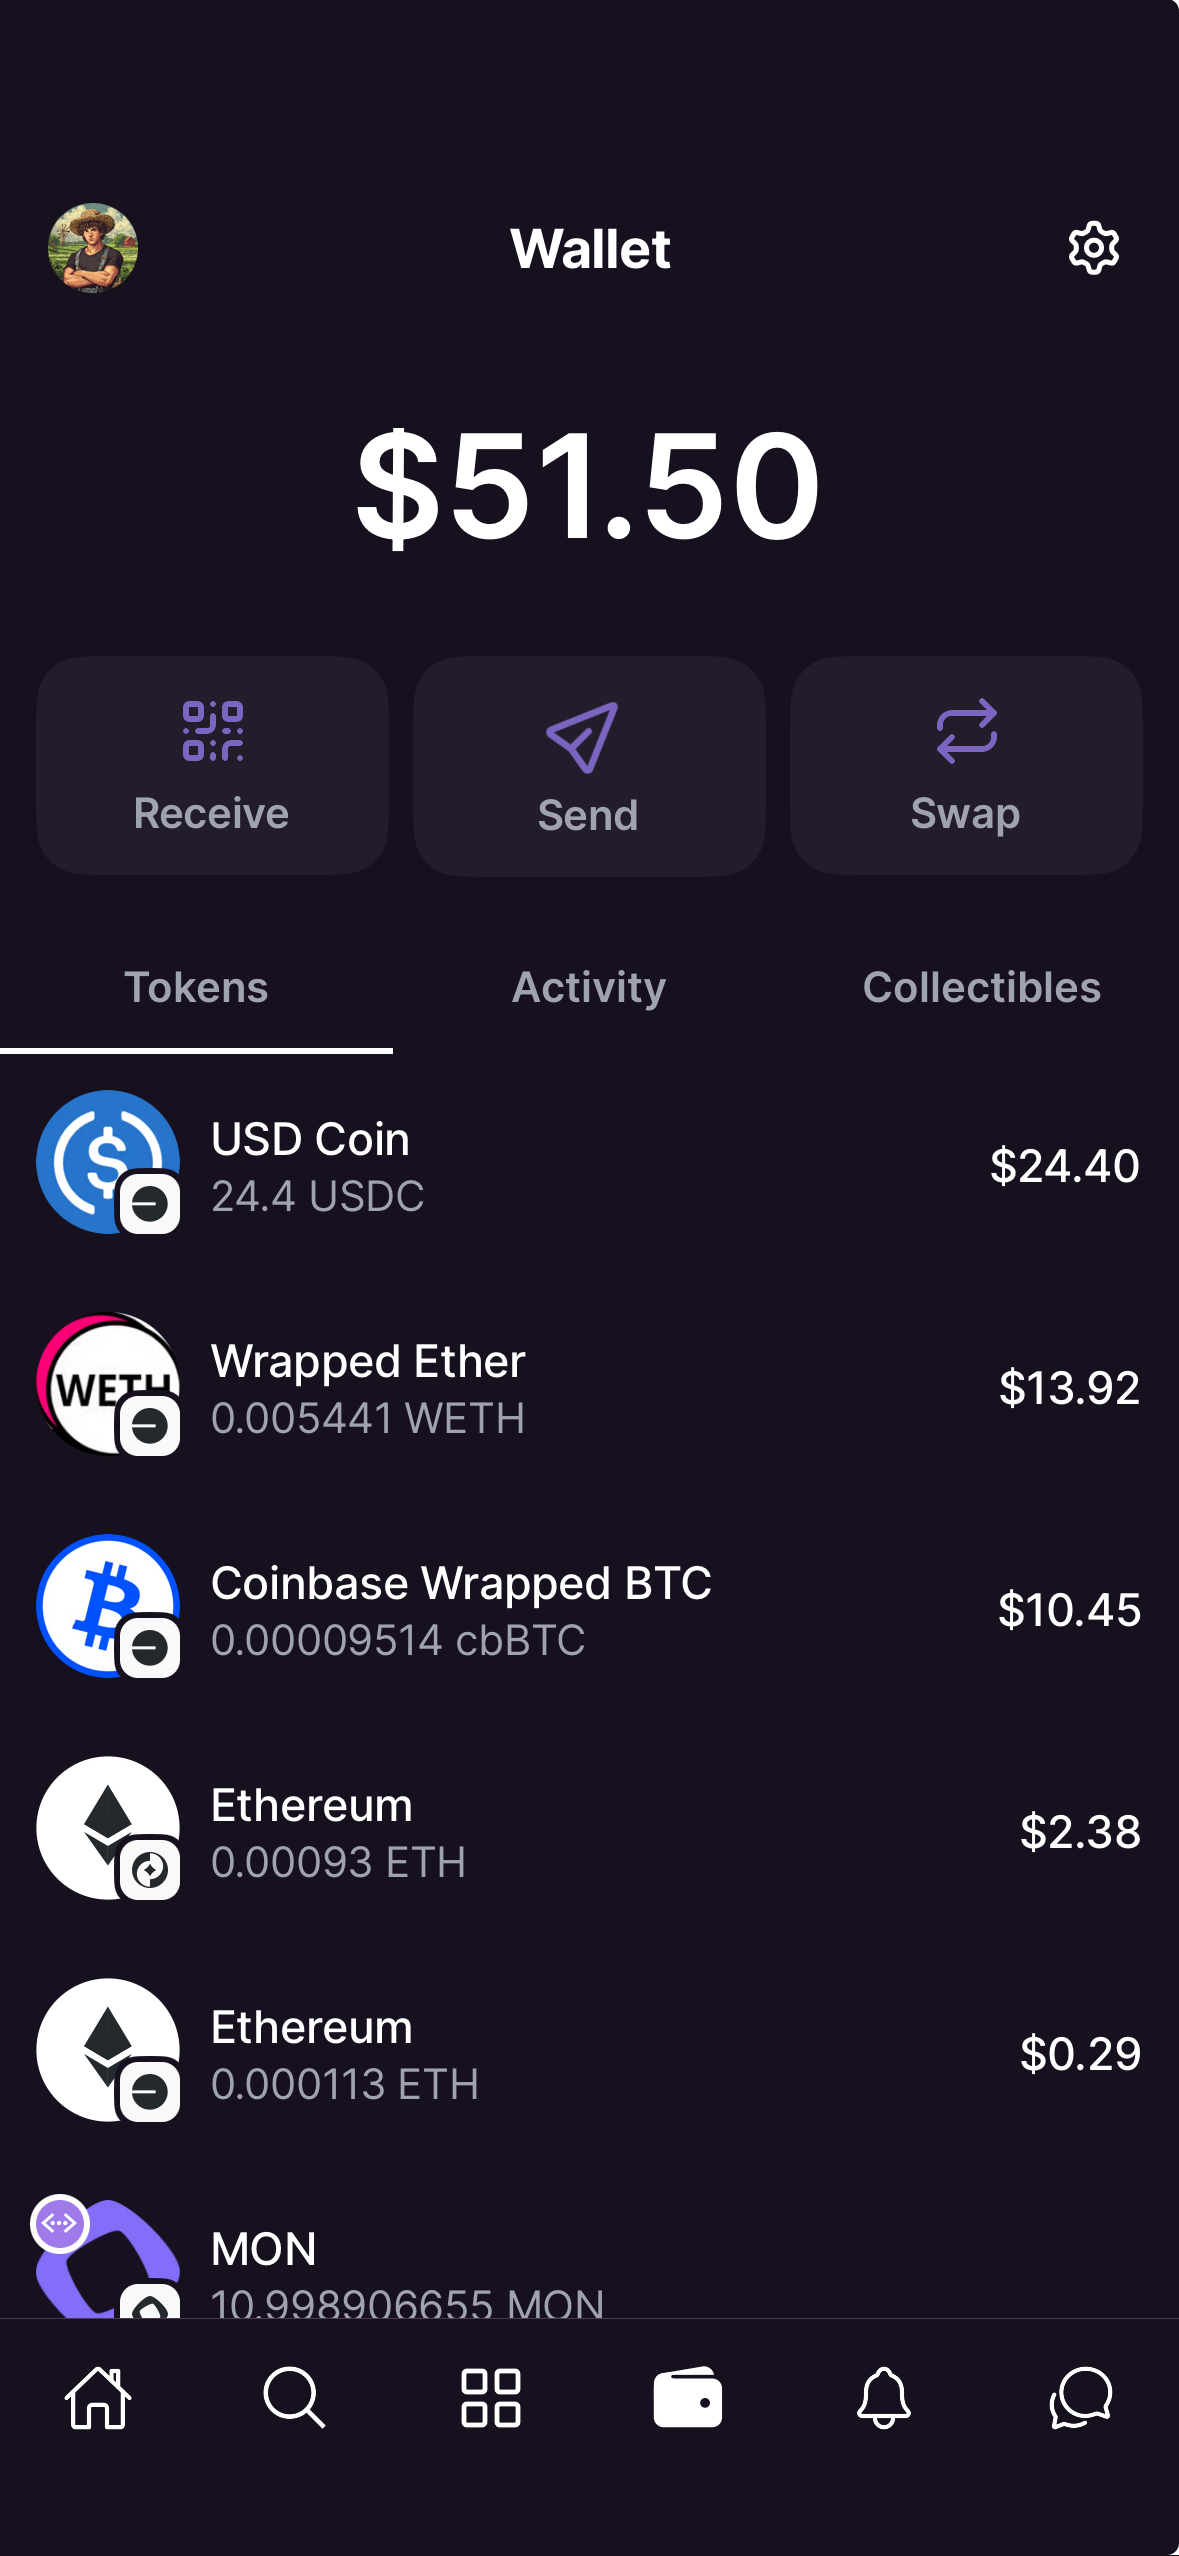 Wallet
$51.50
Receive
Send
Swap
Tokens
Activity
Collectibles
USD Coin
24.4 USDC
$24.40
WETH
Wrapped Ether
0.005441 WETH
$13.92
Coinbase Wrapped BTC
0.00009514 cbBTC
$10.45
Ethereum
0.00093 ETH
$2.38
Ethereum
0.000113 ETH
$0.29
MON
10.998906655 MON